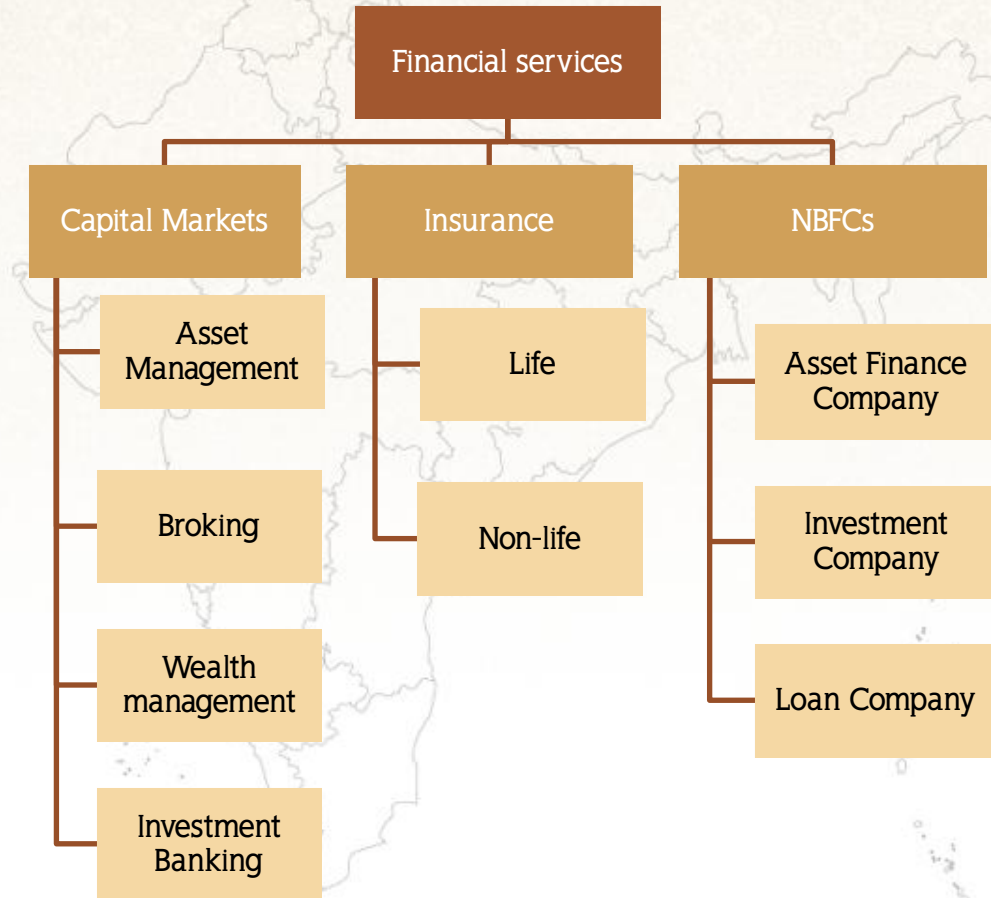 Financial services
Capital Markets
Insurance
NBFCs
Asset
Management
Broking
Wealth
management
Investment
Banking
Life
Non-life
Asset Finance
Company
Investment
Company
Loan Company